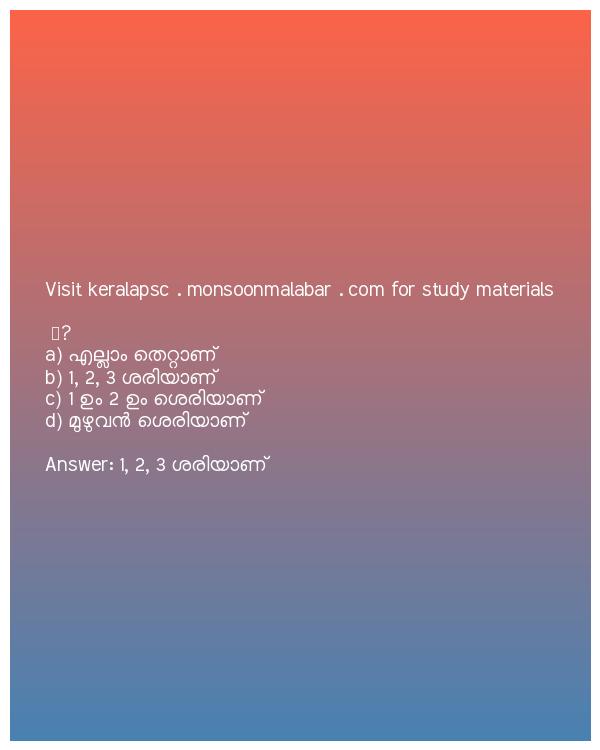 Visit keralapsc . monsoonmalabar . com for study materials
?
a) എല്ലാം തെറ്റാണ്
b) 1, 2, 3 ശരിയാണ്
c) 1 ഉം 2 ഉം ശെരിയാണ്
d) മുഴുവൻ ശെരിയാണ്
Answer: 1, 2, 3 ശരിയാണ്